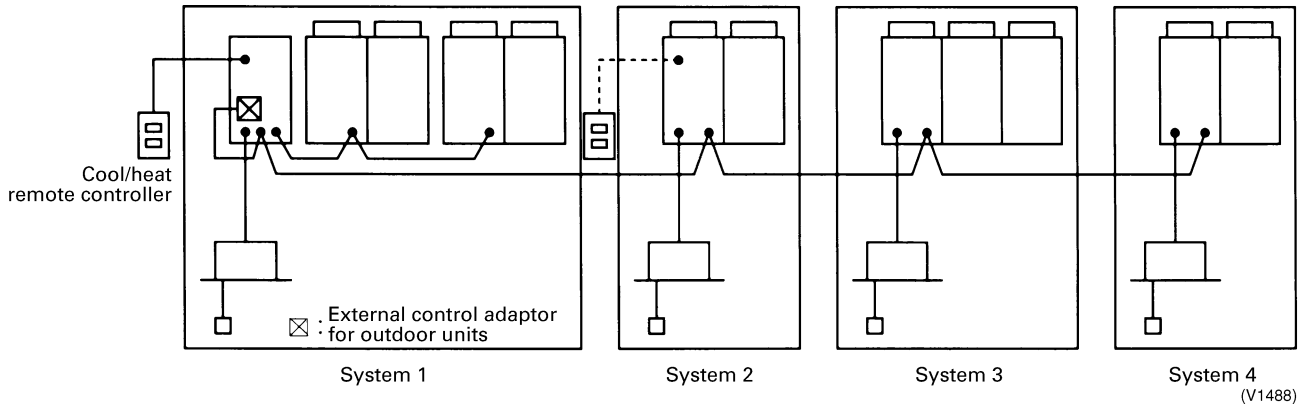 Cool/heat
remote controller
: External control adaptor
for outdoor units
System 1
System 2
System 3
System 4
(V1488)